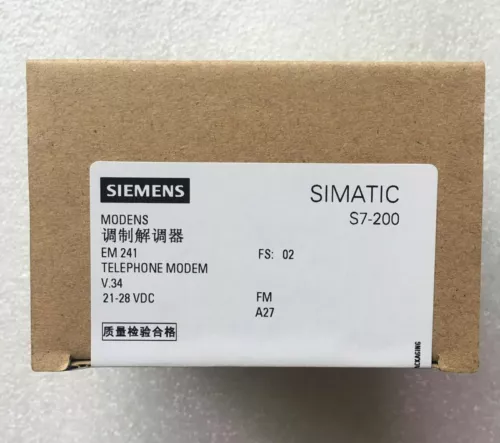 SIEMENS
SIMATIC
S7-200
MODENS
调制解调器
EM 241
FS: 02
TELEPHONE MODEM
V.34
21-28 VDC
FM
A27
质量检验合格
PACKAGING